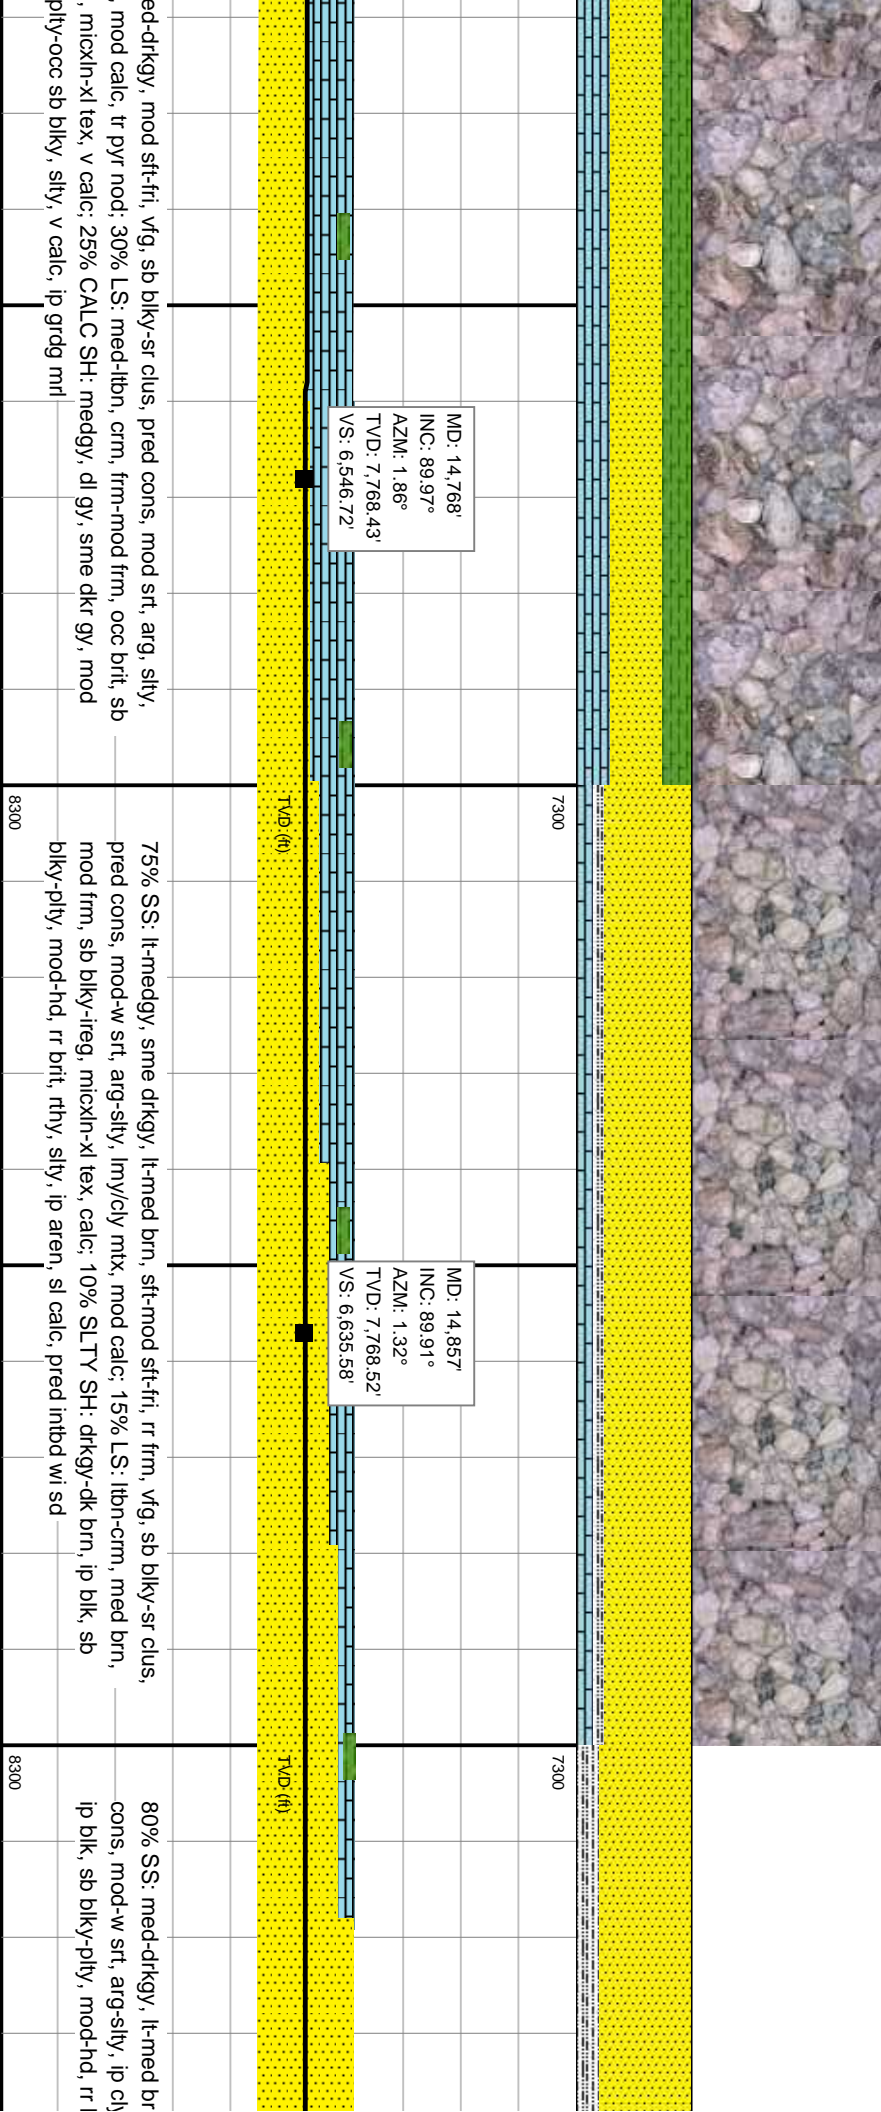 ed-drkgy, mod sft-fri, vfg, sb blky-sr clus, pred cons, mod srt, arg, slty,
, mod calc, tr pyr nod; 30% LS: med-ltbn, crm, frm-mod frm, occ brit, sb
, micxln-xl tex, v calc; 25% CALC SH: medgy, dl gy, sme dkr gy, mod
plty-occ sb blky, slty, v calc, ip grdg mrl
MD: 14,768'
INC: 89.97°
AZM: 1.86°
TVD: 7,768.43'
VS: 6,546.72'
7300
TVD (ft)
8300
75% SS: lt-medgy, sme drkgy, lt-med brn, sft-mod sft-fri, rr frm, vfg, sb blky-sr clus,
pred cons, mod-w srt, arg-slty, lmy/cly mtx, mod calc; 15% LS: ltbn-crm, med brn,
mod frm, sb blky-ireg, micxln-xl tex, calc; 10% SLTY SH: drkgy-dk brn, ip blk, sb
blky-plty, mod-hd, rr brit, rthy, slty, ip aren, sl calc, pred intbd wi sd
MD: 14,857'
INC: 89.91°
AZM: 1.32°
TVD: 7,768.52'
VS: 6,635.58'
7300
TVD (ft)
8300
80% SS: med-drkgy, lt-med br
cons, mod-w srt, arg-slty, ip cly
ip blk, sb blky-plty, mod-hd, rr